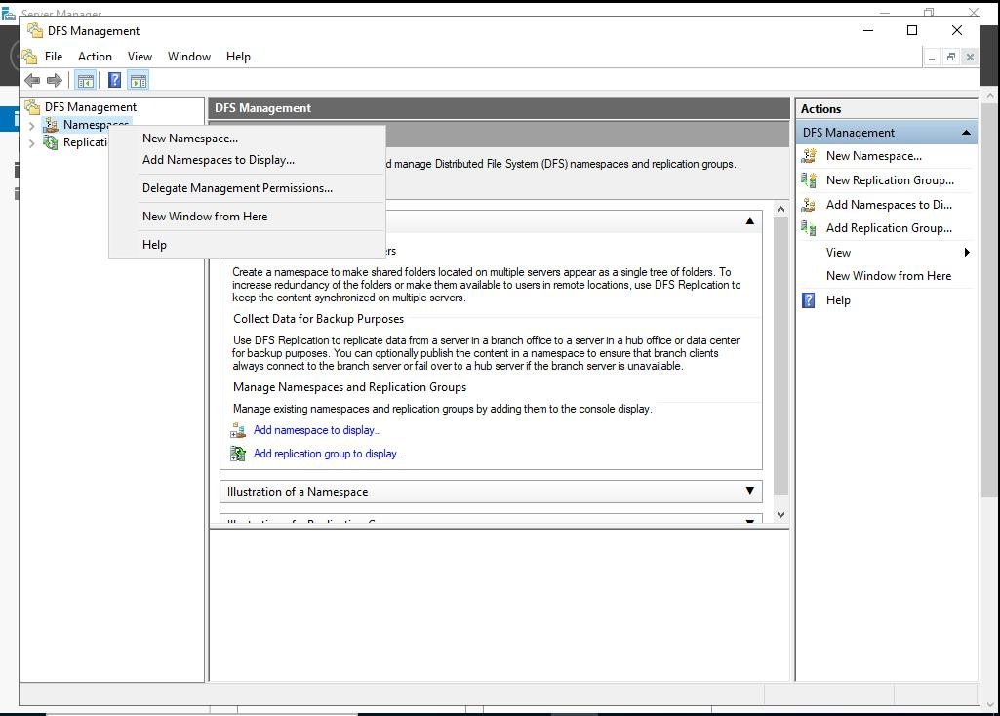 Server Manager
DFS Management
File Action View Window Help
DFS Management
Namespaces
New Namespace...
Add Namespaces to Display...
Delegate Management Permissions...
New Window from Here
Help
DFS Management
d manage Distributed File System (DFS) namespaces and replication groups.
ers
Create a namespace to make shared folders located on multiple servers appear as a single tree of folders. To
increase redundancy of the folders or make them available to users in remote locations, use DFS Replication to
keep the content synchronized on multiple servers.
Collect Data for Backup Purposes
Use DFS Replication to replicate data from a server in a branch office to a server in a hub office or data center
for backup purposes. You can optionally publish the content in a namespace to ensure that branch clients
always connect to the branch server or fail over to a hub server if the branch server is unavailable.
Manage Namespaces and Replication Groups
Manage existing namespaces and replication groups by adding them to the console display.
Add namespace to display...
Add replication group to display...
Illustration of a Namespace
Actions
DFS Management
New Namespace...
New Replication Group...
Add Namespaces to Di...
Add Replication Group...
View
New Window from Here
Help